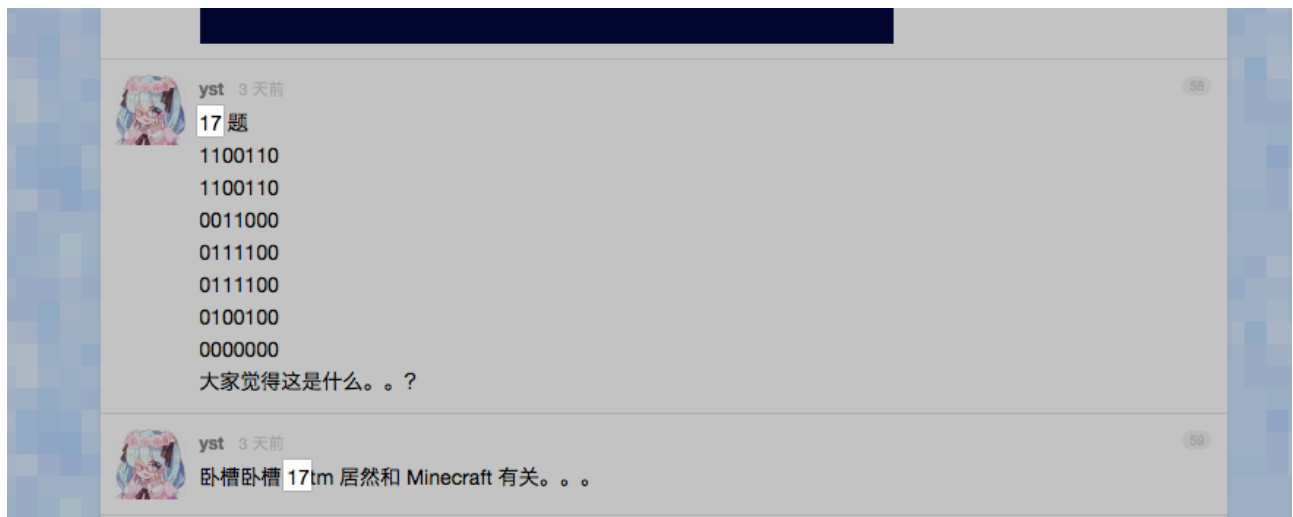 yst 3 天前 58
17 题
1100110
1100110
0011000
0111100
0111100
0100100
0000000
大家觉得这是什么。。?
yst 3 天前 59
卧槽卧槽 17tm 居然和 Minecraft 有关。。。